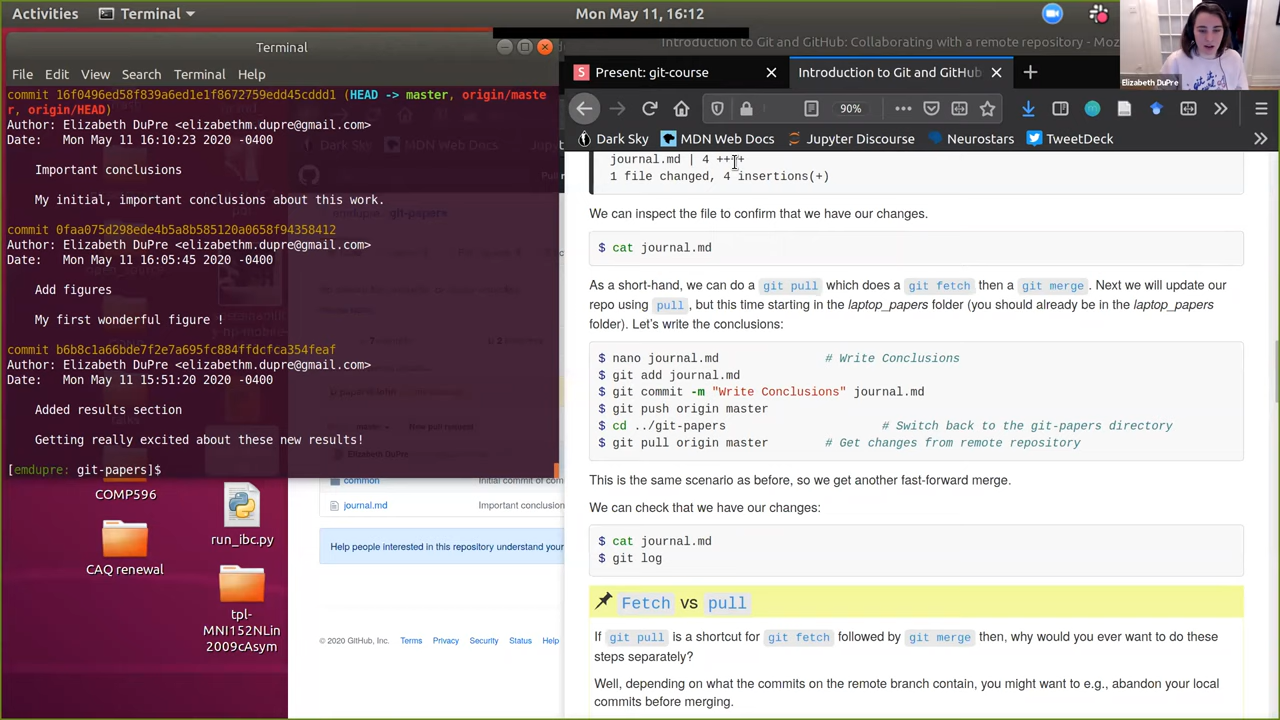 Activities
Terminal
Mon May 11, 16:12
Elizabeth DuPre
Terminal
Introduction to Git and GitHub: Collaborating with a remote repository - Moz
File Edit View Search Terminal Help
commit 16f0496ed58f839a6ed1e1f8672759edd45cddd1 (HEAD -> master, origin/maste
r, origin/HEAD)
Author: Elizabeth DuPre <elizabethm.dupre@gmail.com>
Date: Mon May 11 16:10:23 2020 -0400
Important conclusions
My initial, important conclusions about this work.
commit 0faa075d298ede4b5a8b585120a0658f94358412
Author: Elizabeth DuPre <elizabethm.dupre@gmail.com>
Date: Mon May 11 16:05:45 2020 -0400
Add figures
My first wonderful figure !
commit b6b8c1a66bde7f2e7a695fc884ffdcfca354feaf
Author: Elizabeth DuPre <elizabethm.dupre@gmail.com>
Date: Mon May 11 15:51:20 2020 -0400
Added results section
Getting really excited about these new results!
[emdupre: git-papers]$
COMP596
CAQ renewal
run_ibc.py
tpl-
MNI152NLin
2009cAsym
common
Initial commit of com
journal.md
Important conclusion
Help people interested in this repository understand your
© 2020 GitHub, Inc. Terms Privacy Security Status Help
Present: git-course
Introduction to Git and GitHub
90%
Dark Sky MDN Web Docs Jupyter Discourse Neurostars TweetDeck
journal.md | 4 ++++
1 file changed, 4 insertions(+)
We can inspect the file to confirm that we have our changes.
$ cat journal.md
As a short-hand, we can do a git pull which does a git fetch then a git merge . Next we will update our
repo using pull , but this time starting in the laptop_papers folder (you should already be in the laptop_papers
folder). Let's write the conclusions:
$ nano journal.md # Write Conclusions
$ git add journal.md
$ git commit -m "Write Conclusions" journal.md
$ git push origin master
$ cd ../git-papers # Switch back to the git-papers directory
$ git pull origin master # Get changes from remote repository
This is the same scenario as before, so we get another fast-forward merge.
We can check that we have our changes:
$ cat journal.md
$ git log
Fetch vs pull
If git pull is a shortcut for git fetch followed by git merge then, why would you ever want to do these
steps separately?
Well, depending on what the commits on the remote branch contain, you might want to e.g., abandon your local
commits before merging.